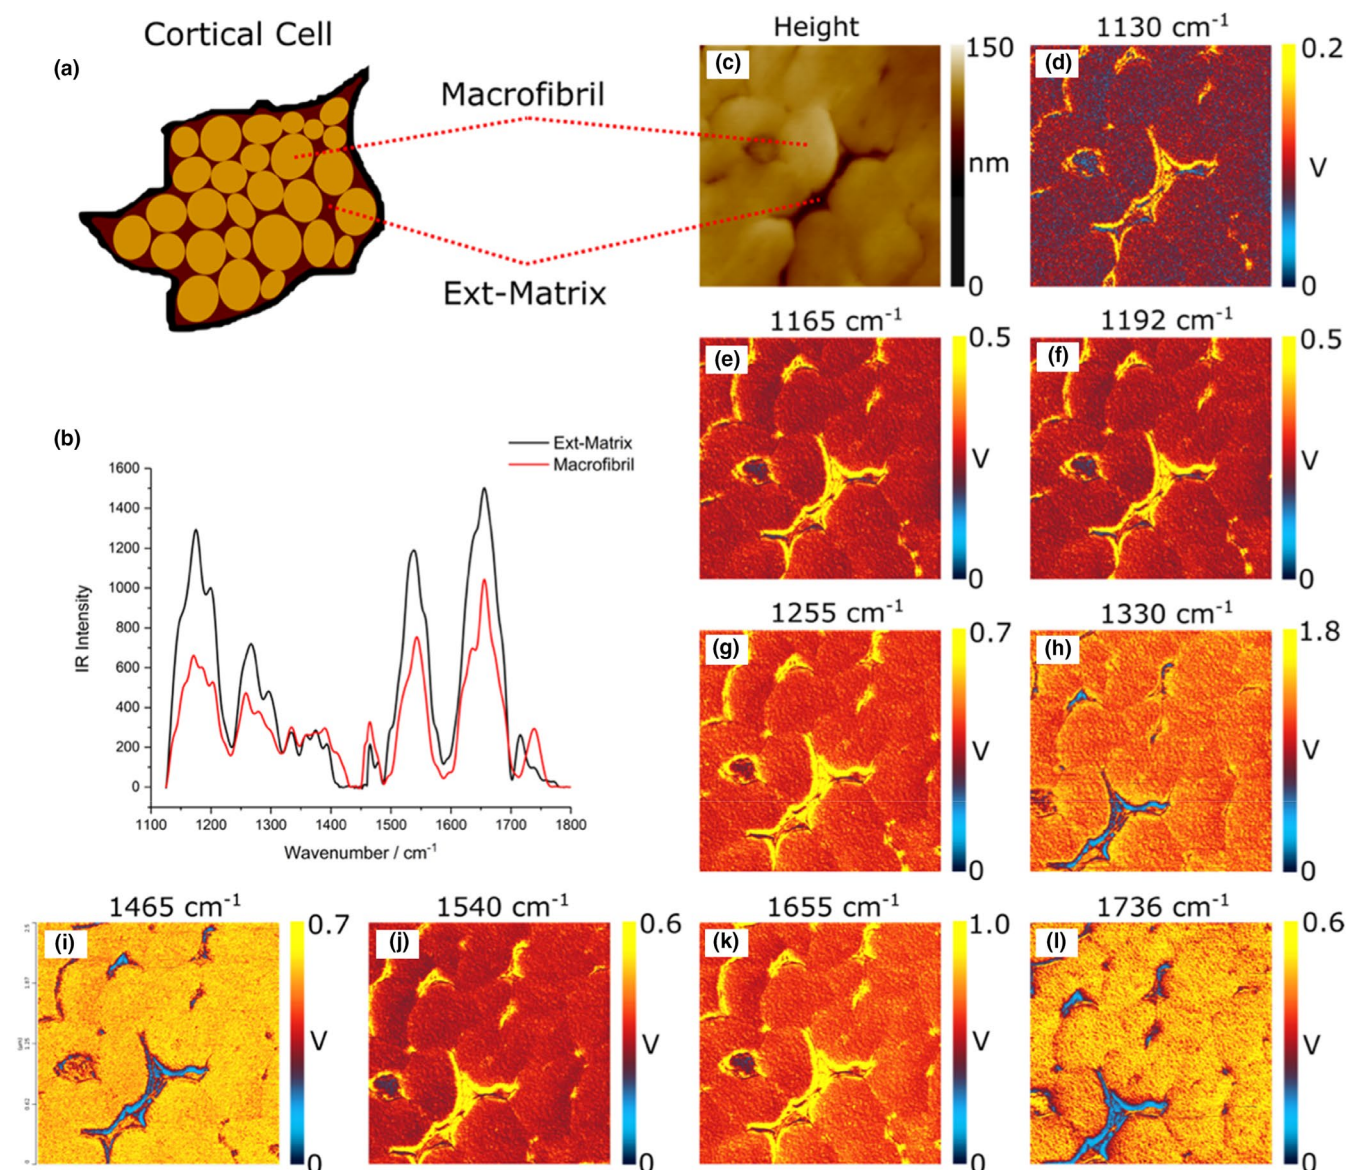 Cortical Cell
(a)
Macrofibril
Ext-Matrix
Height
(c)
150
nm
0
1130 cm⁻¹
(d)
0.2
V
0
1165 cm⁻¹
(e)
0.5
V
0
1192 cm⁻¹
(f)
0.5
V
0
(b)
Ext-Matrix
Macrofibril
1600
1400
1200
1000
800
600
400
200
0
IR Intensity
1100 1200 1300 1400 1500 1600 1700 1800
Wavenumber / cm⁻¹
1255 cm⁻¹
(g)
0.7
V
0
1330 cm⁻¹
(h)
1.8
V
0
1465 cm⁻¹
(i)
0.7
V
0
1540 cm⁻¹
(j)
0.6
V
0
1655 cm⁻¹
(k)
1.0
V
0
1736 cm⁻¹
(l)
0.6
V
0